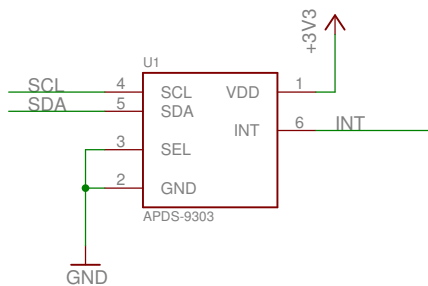 +3V3
U1
SCL 4 SCL VDD 1
SDA 5 SDA
INT 6 INT
3 SEL
2 GND
APDS-9303
GND